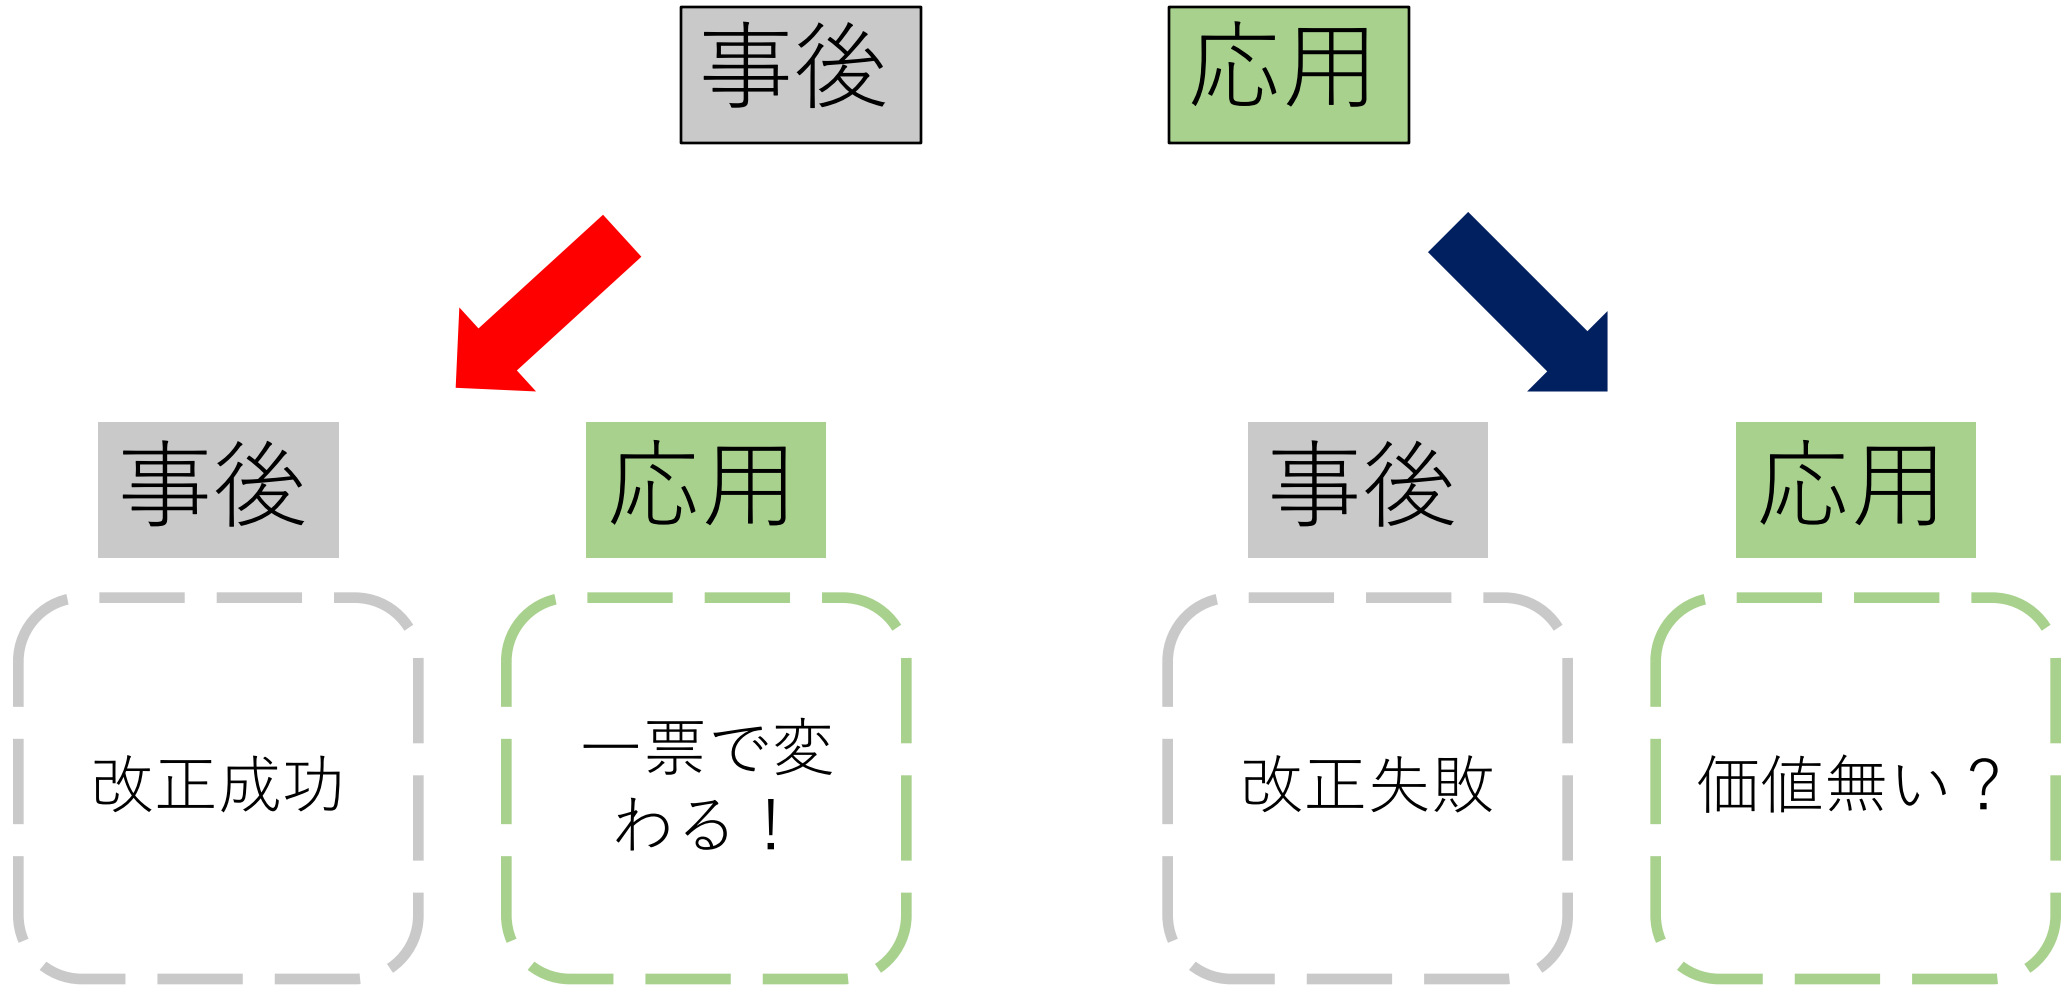 事後
応用
事後
応用
事後
応用
改正成功
一票で変
わる！
改正失敗
価値無い？